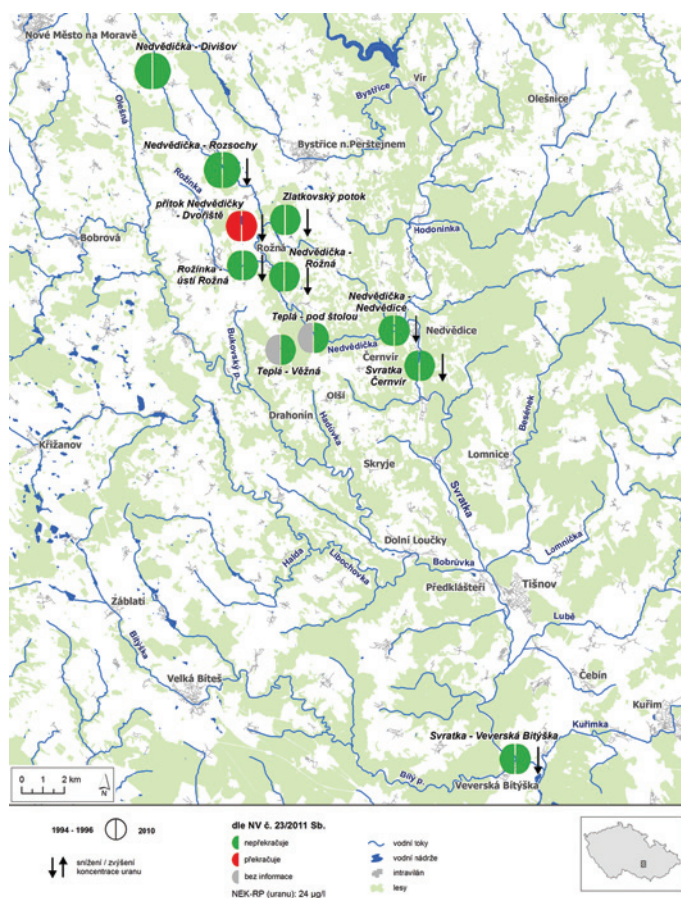 Nové Město na Moravě
Nedvědička - Divišov
Vír
Bystřice
Olešnice
Olešná
Nedvědička - Rozsochy
Bystřice n.Perštejnem
Rožínka
přítok Nedvědičky
- Dvořiště
Zlatkovský potok
Bobrová
Hodonínka
Rožná
Nedvědička -
Rožná
Rožínka -
ústí Rožná
Nedvědička -
Nedvědice
Teplá - pod štolou
Nedvědice
Nedvědička
Černvír
Teplá - Věžná
Svratka
Černvír
Bukovský p.
Olší
Drahonín
Hadůvka
Besének
Křižanov
Skryje
Lomnice
Svratka
Dolní Loučky
Lomnička
Halda
Libochovka
Bobrůvka
Předklášteří
Tišnov
Záblatí
Bitýška
Lubě
Čebín
Velká Bíteš
Kuřim
Svratka - Veverská Bitýška
Kuřimka
Bílý p.
Veverská Bitýška
0 1 2 km
N
1994 - 1996
2010
snížení / zvýšení
koncentrace uranu
dle NV č. 23/2011 Sb.
nepřekračuje
překračuje
bez informace
NEK-RP (uranu): 24 µg/l
vodní toky
vodní nádrže
intravilán
lesy